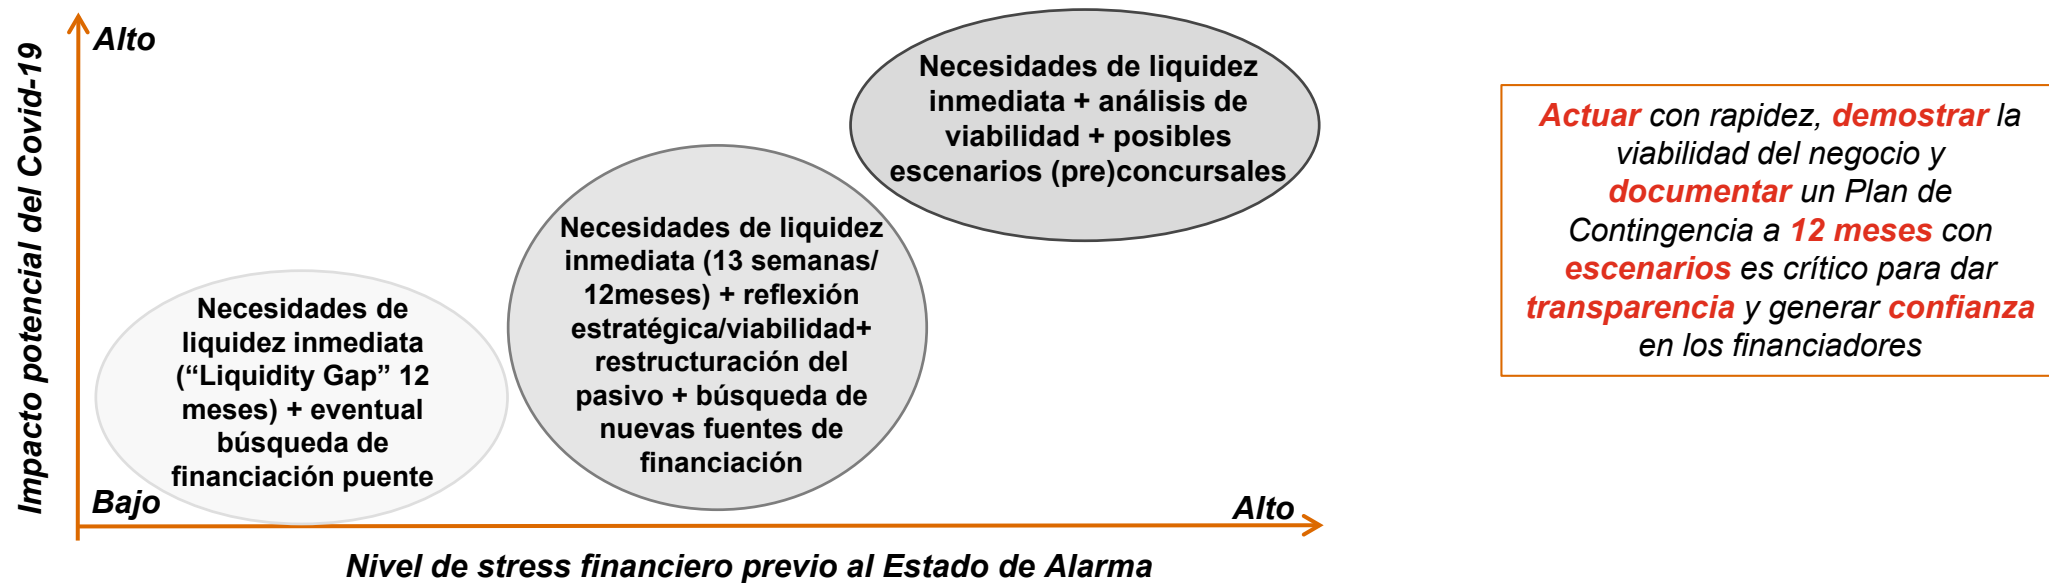 Impacto potencial del Covid-19
Alto
Necesidades de liquidez
inmediata + análisis de
viabilidad + posibles
escenarios (pre)concursales
Necesidades de liquidez
inmediata (13 semanas/
12meses) + reflexión
estratégica/viabilidad+
restructuración del
pasivo + búsqueda de
nuevas fuentes de
financiación
Necesidades de
liquidez inmediata
(“Liquidity Gap” 12
meses) + eventual
búsqueda de
financiación puente
Bajo
Alto
Nivel de stress financiero previo al Estado de Alarma
Actuar con rapidez, demostrar la
viabilidad del negocio y
documentar un Plan de
Contingencia a 12 meses con
escenarios es crítico para dar
transparencia y generar confianza
en los financiadores